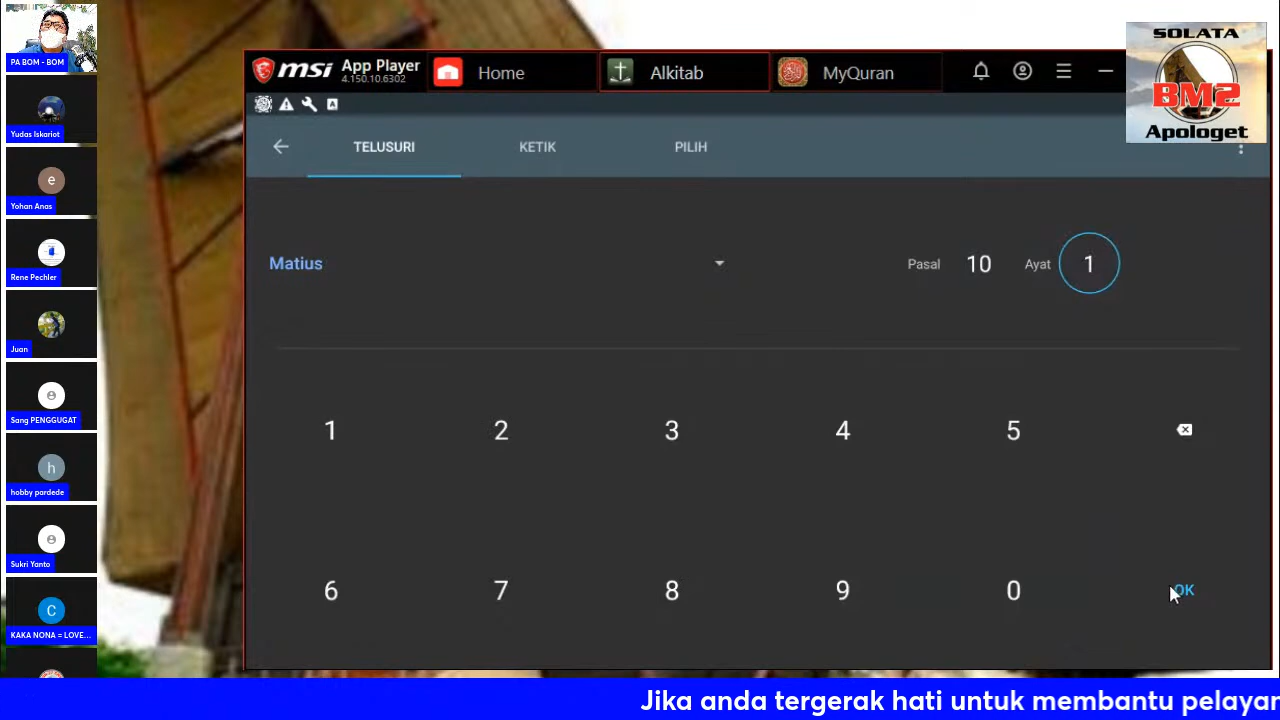 PA BOM - BOM
Yudas Iskariot
e
Yohan Anas
Rene Pechler
Juan
Sang PENGGUGAT
h
hobby pardede
Sukri Yanto
C
KAKA NONA = LOVE...
msi App Player
4.150.10.6302
Home
Alkitab
MyQuran
SOLATA
BM2
Apologet
A
TELUSURI
KETIK
PILIH
Matius
Pasal 10 Ayat 1
1 2 3 4 5
6 7 8 9 0 OK
Jika anda tergerak hati untuk membantu pelayar